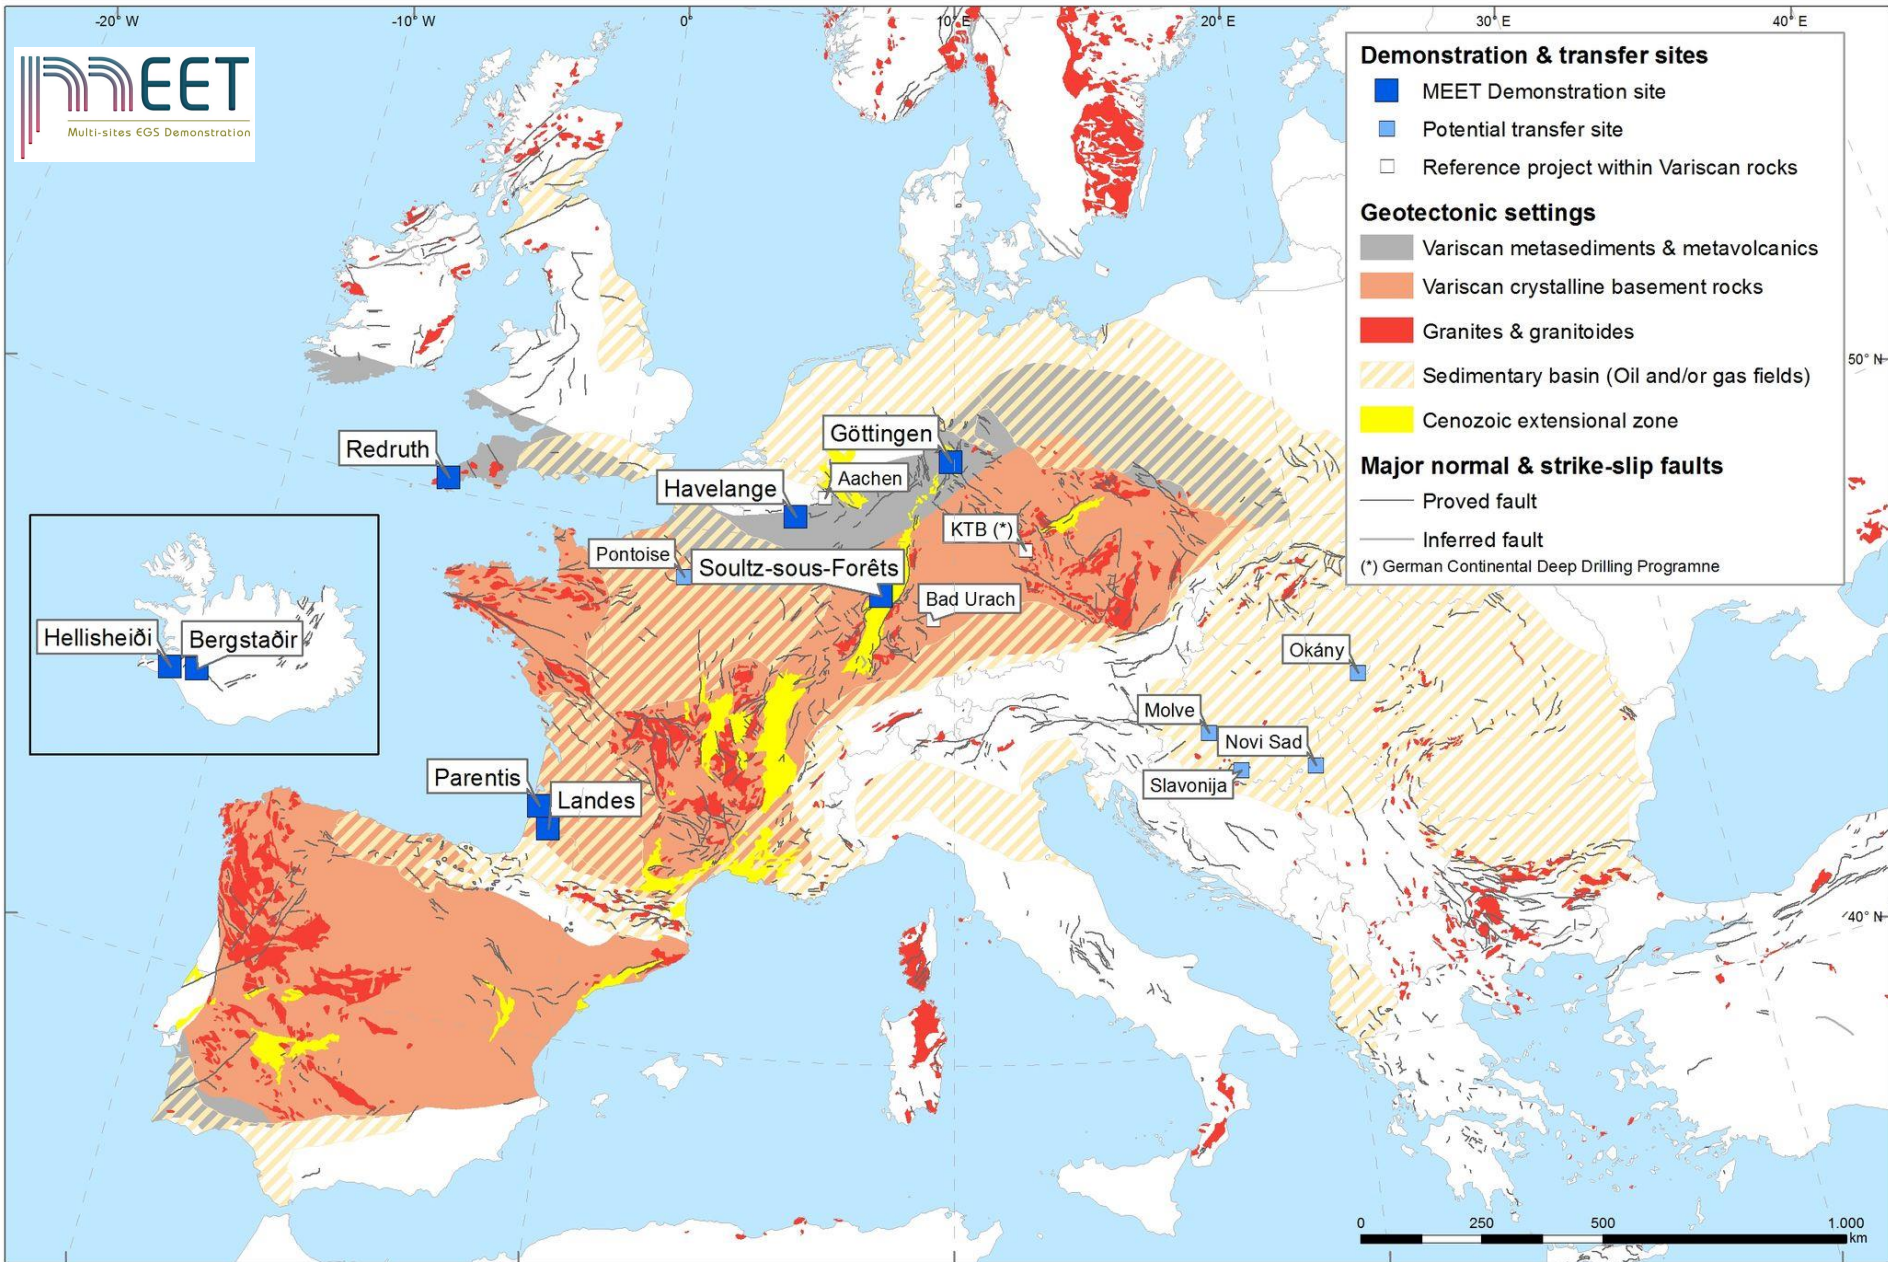 -20° W
-10° W
0°
10° E
20° E
30° E
40° E
MEET
Multi-sites EGS Demonstration
Demonstration & transfer sites
MEET Demonstration site
Potential transfer site
Reference project within Variscan rocks
Geotectonic settings
Variscan metasediments & metavolcanics
Variscan crystalline basement rocks
Granites & granitoides
Sedimentary basin (Oil and/or gas fields)
Cenozoic extensional zone
Major normal & strike-slip faults
Proved fault
Inferred fault
(*) German Continental Deep Drilling Programne
50° N
Redruth
Göttingen
Aachen
Havelange
KTB (*)
Pontoise
Soultz-sous-Forêts
Bad Urach
Hellisheiði
Bergstaðir
Okány
Molve
Novi Sad
Slavonija
Parentis
Landes
40° N
0
250
500
1.000
km